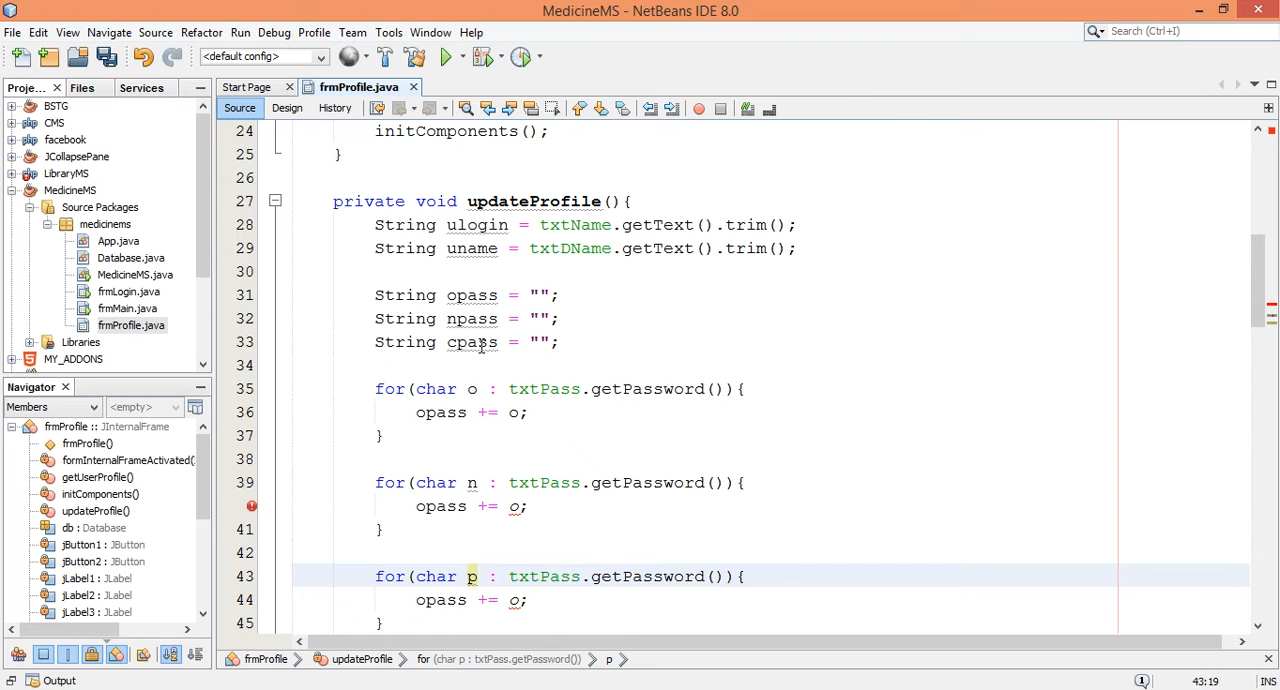 MedicineMS - NetBeans IDE 8.0
File Edit View Navigate Source Refactor Run Debug Profile Team Tools Window Help
Search (Ctrl+I)
<default config>
Proje... Files Services
Start Page frmProfile.java
Source Design History
BSTG
CMS
facebook
JCollapsePane
LibraryMS
MedicineMS
Source Packages
medicinems
App.java
Database.java
MedicineMS.java
frmLogin.java
frmMain.java
frmProfile.java
Libraries
MY_ADDONS
Navigator
Members <empty>
frmProfile :: JInternalFrame
frmProfile()
formInternalFrameActivated(
getUserProfile()
initComponents()
updateProfile()
db : Database
jButton1 : JButton
jButton2 : JButton
jLabel1 : JLabel
jLabel2 : JLabel
jLabel3 : JLabel
24 initComponents();
25 }
26
27 private void updateProfile(){
28 String ulogin = txtName.getText().trim();
29 String uname = txtDName.getText().trim();
30
31 String opass = "";
32 String npass = "";
33 String cpass = "";
34
35 for(char o : txtPass.getPassword()){
36 opass += o;
37 }
38
39 for(char n : txtPass.getPassword()){
opass += o;
41 }
42
43 for(char p : txtPass.getPassword()){
44 opass += o;
45 }
frmProfile updateProfile for (char p : txtPass.getPassword()) p
Output
1 43:19 INS